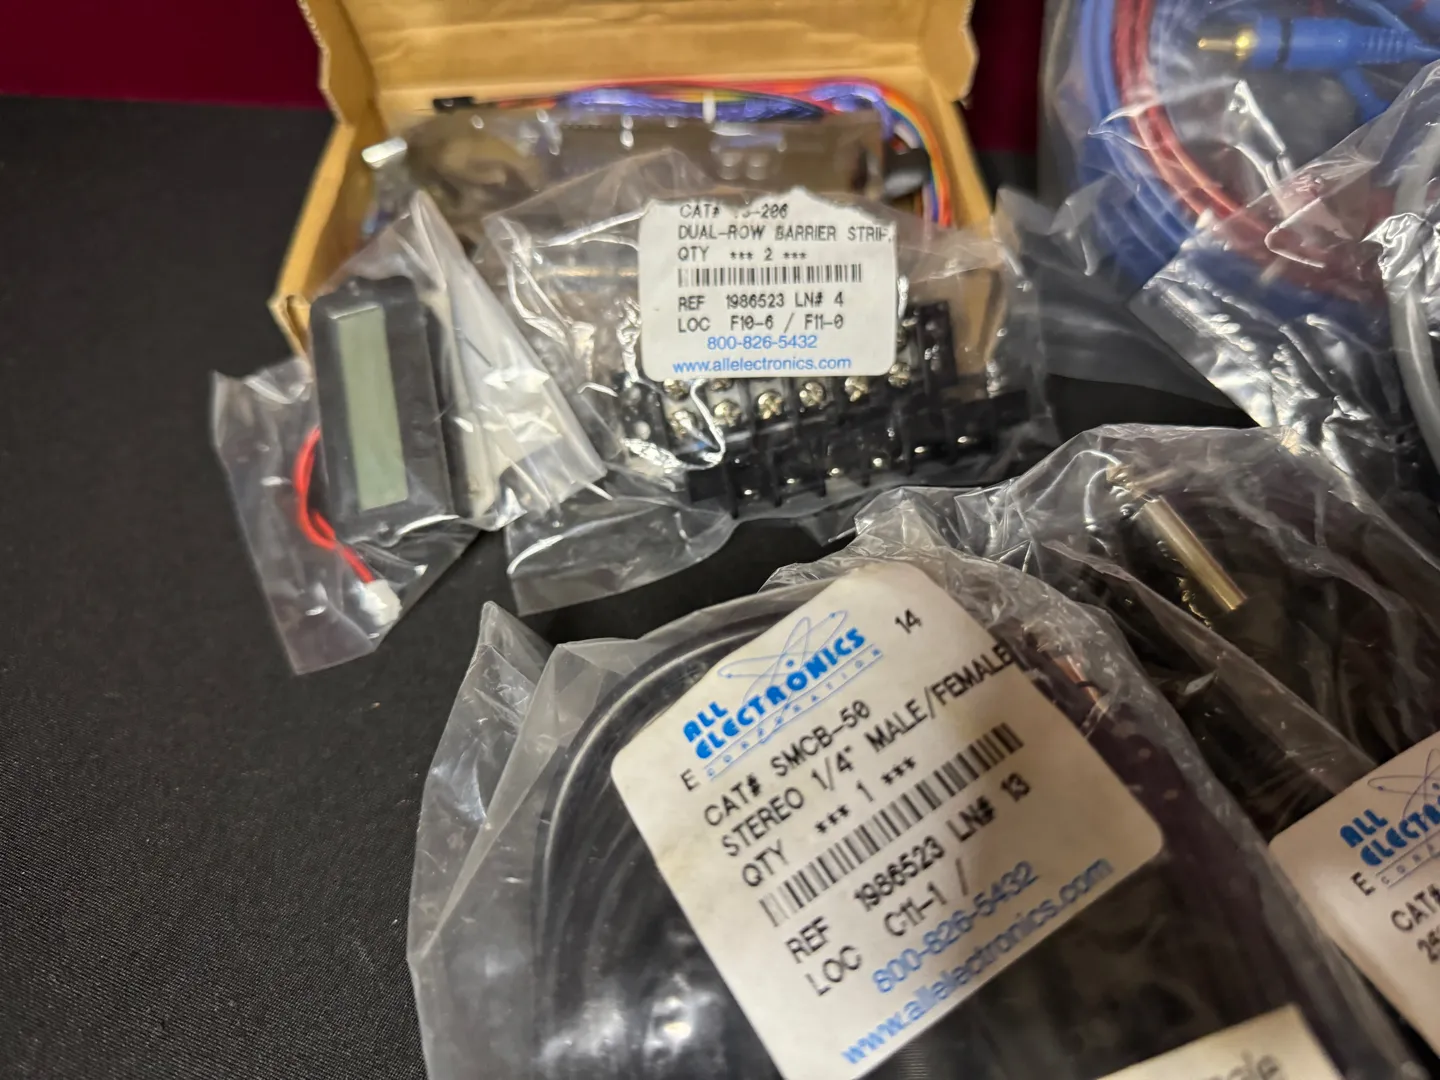 CAT# TS-206
DUAL-ROW BARRIER STRIP,
QTY *** 2 ***
REF 1986523 LN# 4
LOC F10-6 / F11-0
800-826-5432
www.allelectronics.com
14
ALL
ELECTRONICS
CORPORATION
E
CAT# SMCB-50
STEREO 1/4" MALE/FEMALE
QTY *** 1 ***
REF 1986523 LN# 13
LOC C11-1 /
800-826-5432
www.allelectronics.com
ALL
E
CAT#